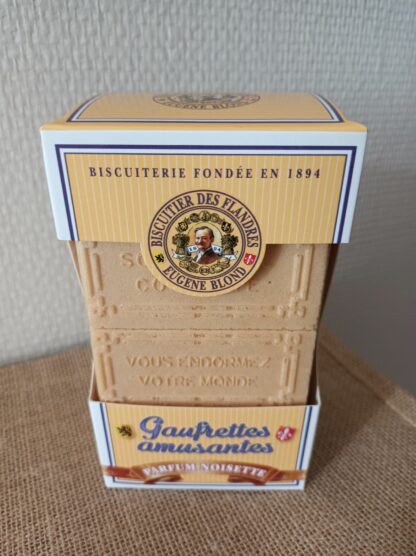 EUGÈNE BLOND
BISCUITERIE FONDÉE EN 1894
BISCUITIER DES FLANDRES
EUGÈNE BLOND
VOUS ENDORMEZ
VOTRE MONDE
Gaufrettes
amusantes
PARFUM NOISETTE